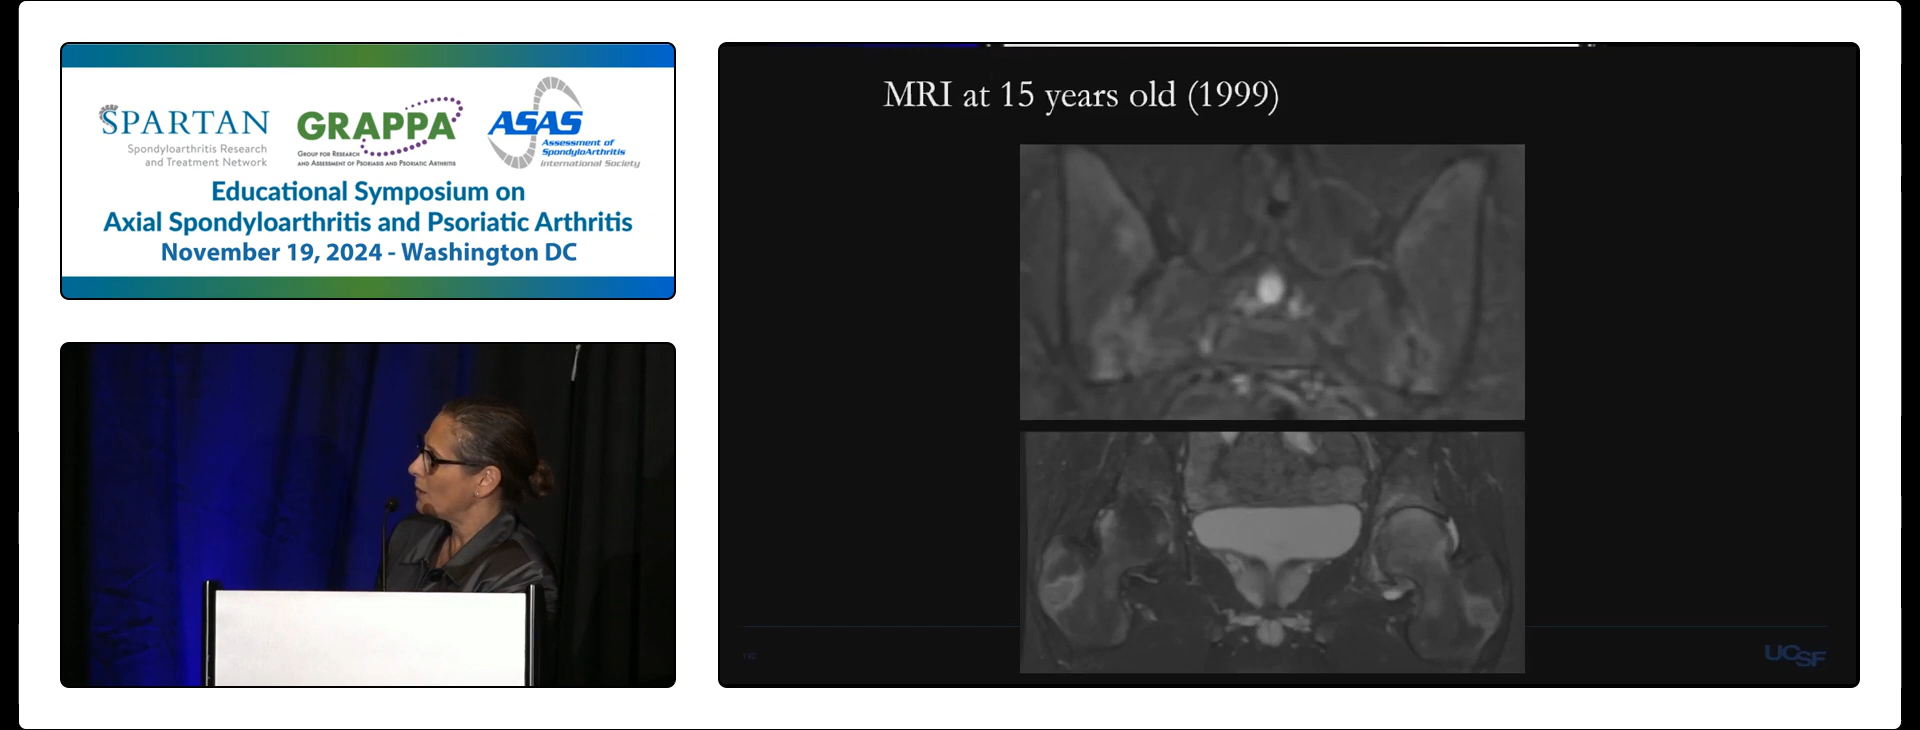 SPARTAN
Spondyloarthritis Research
and Treatment Network
GRAPPA
GROUP FOR RESEARCH
AND ASSESSMENT OF PSORIASIS AND PSORIATIC ARTHRITIS
ASAS
Assessment of
SpondyloArthritis
international Society
Educational Symposium on
Axial Spondyloarthritis and Psoriatic Arthritis
November 19, 2024 - Washington DC
MRI at 15 years old (1999)
UCSF